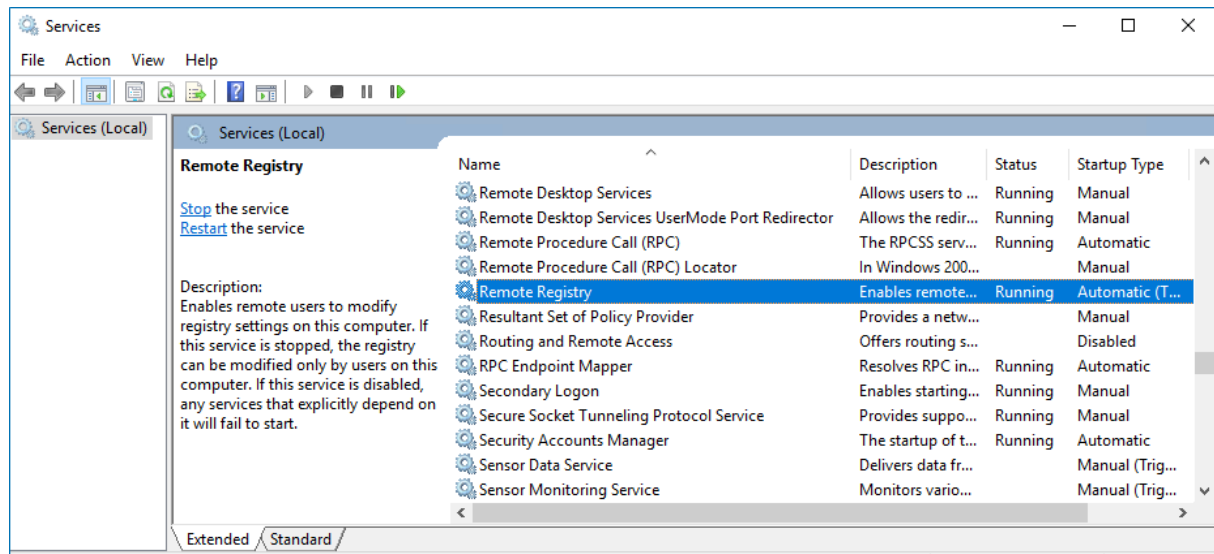 Services
File Action View Help
Services (Local)
Services (Local)
Remote Registry
Stop the service
Restart the service
Description:
Enables remote users to modify
registry settings on this computer. If
this service is stopped, the registry
can be modified only by users on this
computer. If this service is disabled,
any services that explicitly depend on
it will fail to start.
Name Description Status Startup Type
Remote Desktop Services Allows users to ... Running Manual
Remote Desktop Services UserMode Port Redirector Allows the redir... Running Manual
Remote Procedure Call (RPC) The RPCSS serv... Running Automatic
Remote Procedure Call (RPC) Locator In Windows 200... Manual
Remote Registry Enables remote... Running Automatic (T...
Resultant Set of Policy Provider Provides a netw... Manual
Routing and Remote Access Offers routing s... Disabled
RPC Endpoint Mapper Resolves RPC in... Running Automatic
Secondary Logon Enables starting... Running Manual
Secure Socket Tunneling Protocol Service Provides suppo... Running Manual
Security Accounts Manager The startup of t... Running Automatic
Sensor Data Service Delivers data fr... Manual (Trig...
Sensor Monitoring Service Monitors vario... Manual (Trig...
Extended Standard